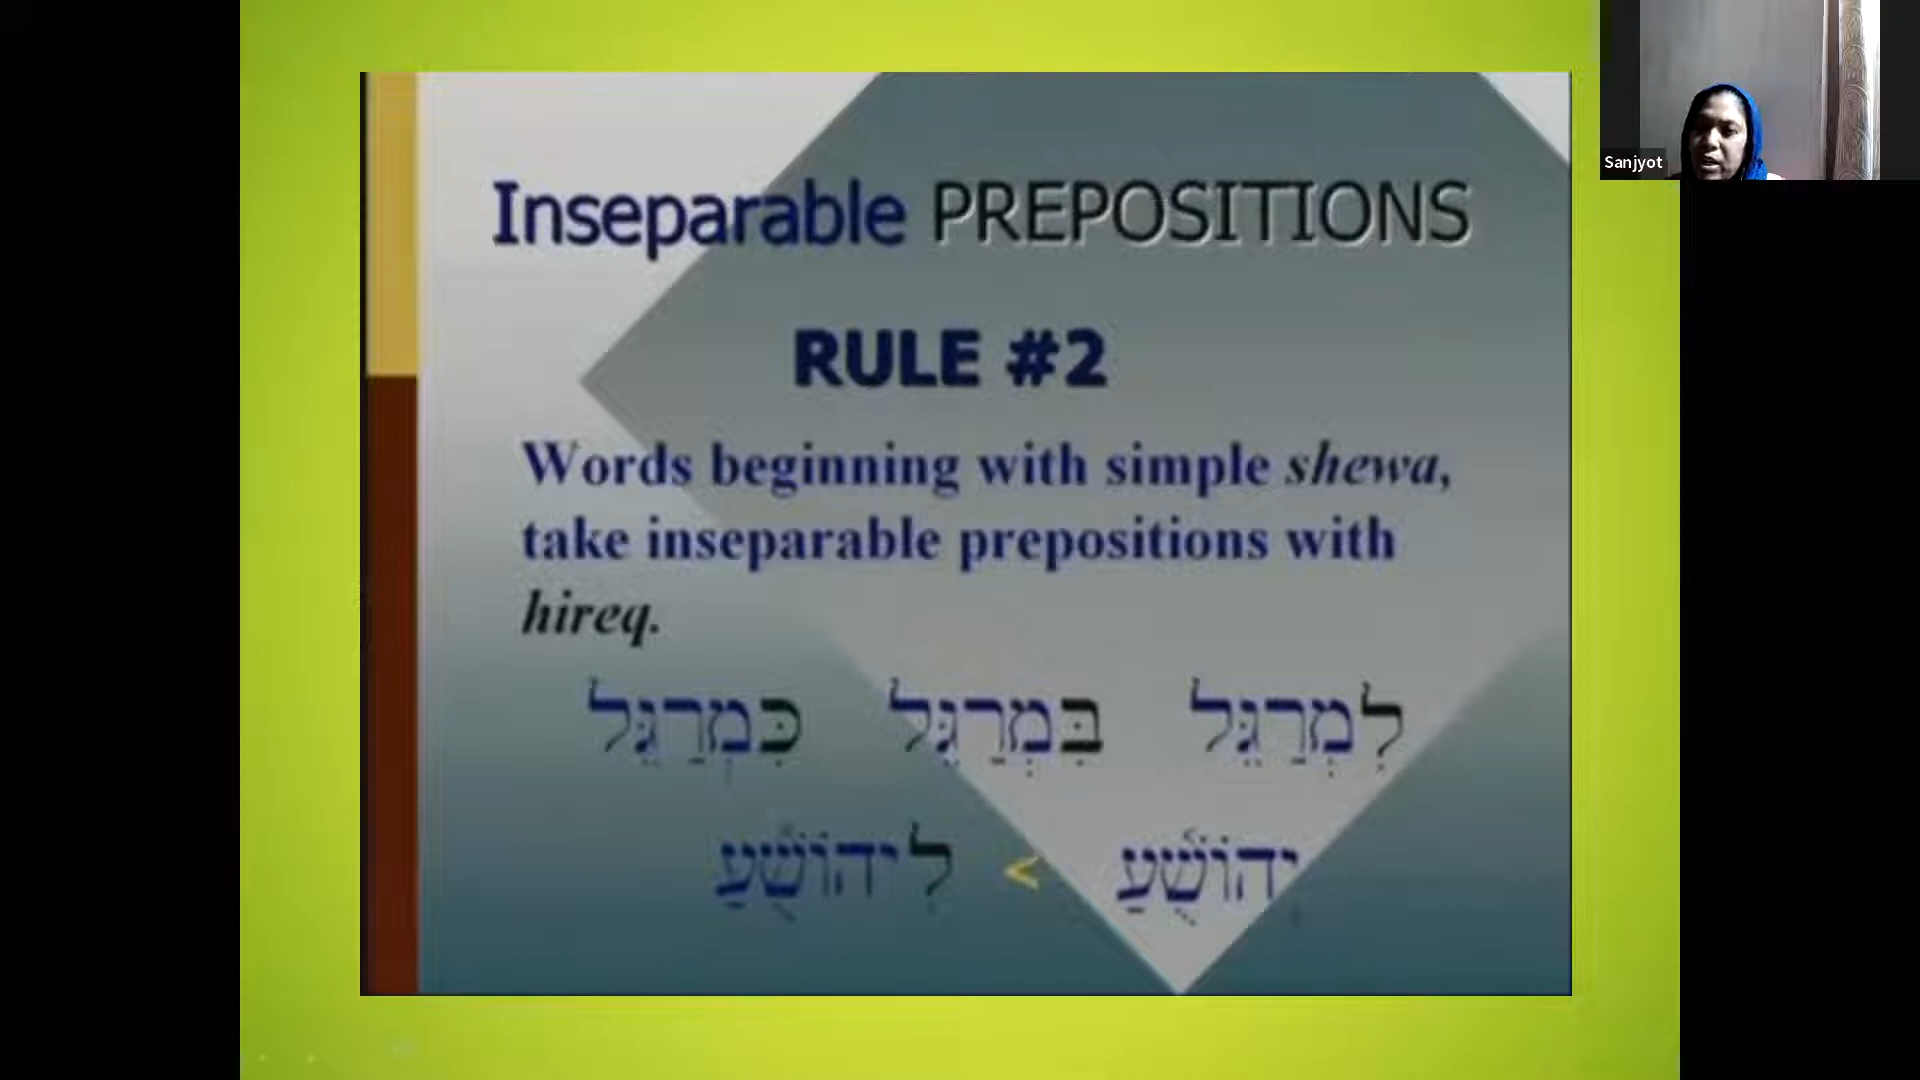 Sanjyot
Inseparable PREPOSITIONS
RULE #2
Words beginning with simple shewa,
take inseparable prepositions with
hireq.
לִמְרַגֵּל בִּמְרַגֵּל כִּמְרַגֵּל
יְהוֹשֻׁעַ < לִיהוֹשֻׁעַ